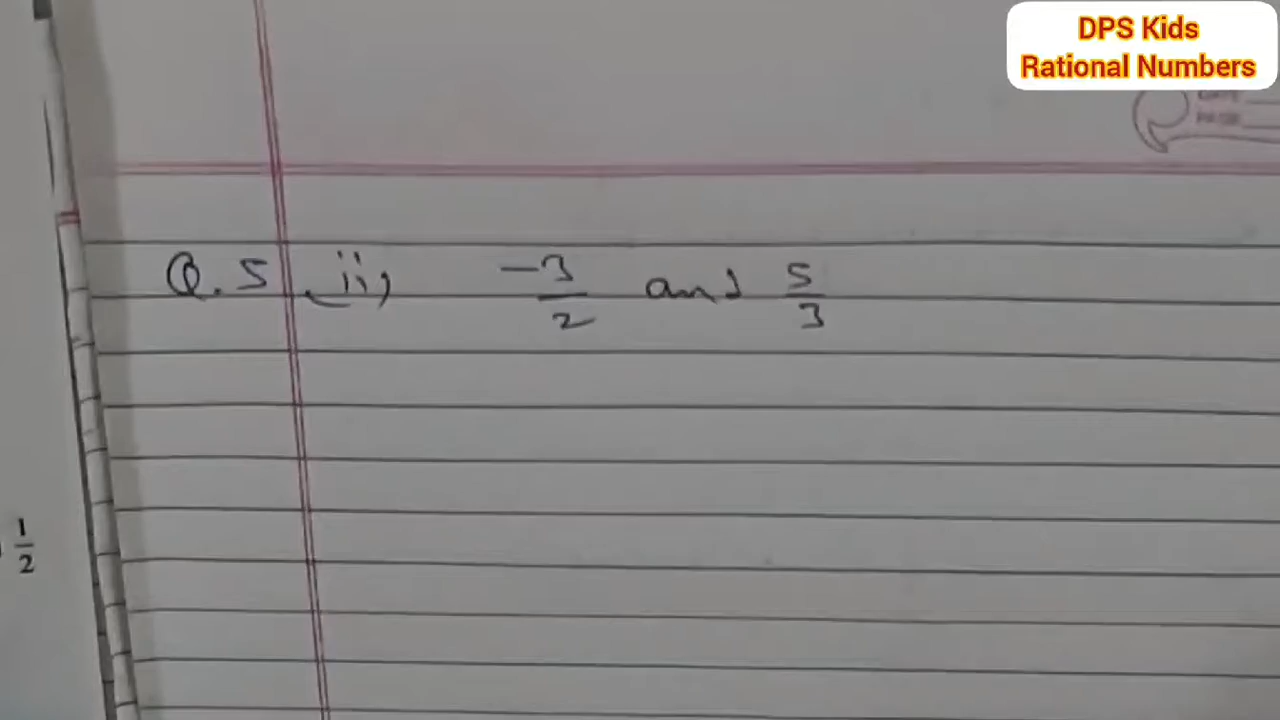 DPS Kids
Rational Numbers
Q.5 ii) -3/2 and 5/3
1/2